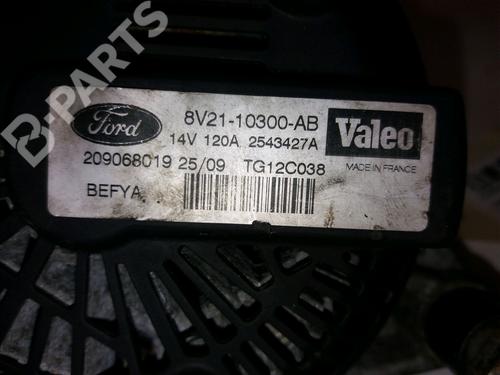 B-PARTS
Ford
8V21-10300-AB
14V 120A 2543427A
Valeo
209068019 25/09 TG12C038
MADE IN FRANCE
BEFYA